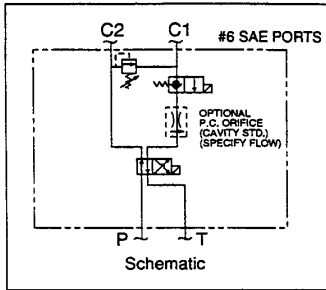 C2 C1
#6 SAE PORTS
OPTIONAL
P.C. ORIFICE
(CAVITY STD.)
(SPECIFY FLOW)
P T
Schematic